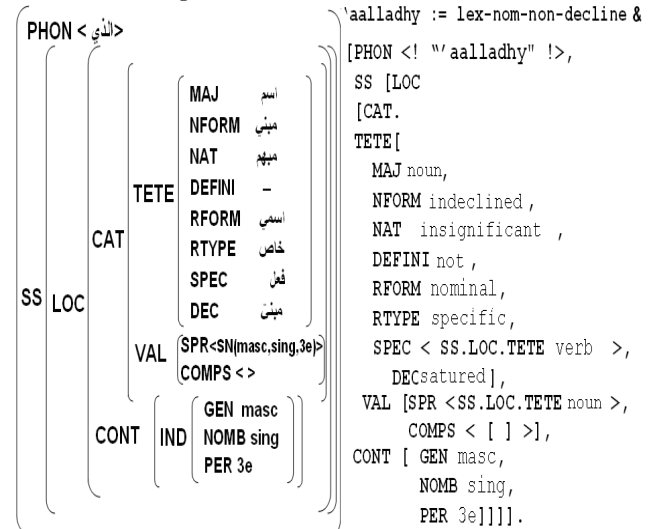 PHON < الذي>
MAJ اسم
NFORM مبني
NAT مبهم
TETE DEFINI –
RFORM اسمي
CAT RTYPE خاص
SPEC فعل
SS LOC DEC مبنيّ
VAL SPR<SN(masc,sing,3e)>
COMPS < >
GEN masc
CONT IND NOMB sing
PER 3e
'aalladhy := lex-nom-non-decline &
[PHON <! "'aalladhy" !>,
SS [LOC
[CAT.
TETE[
MAJ noun,
NFORM indeclined ,
NAT insignificant ,
DEFINI not ,
RFORM nominal,
RTYPE specific,
SPEC < SS.LOC.TETE verb >,
DECsatured],
VAL [SPR <SS.LOC.TETE noun >,
COMPS < [ ] >],
CONT [ GEN masc,
NOMB sing,
PER 3e]]]].